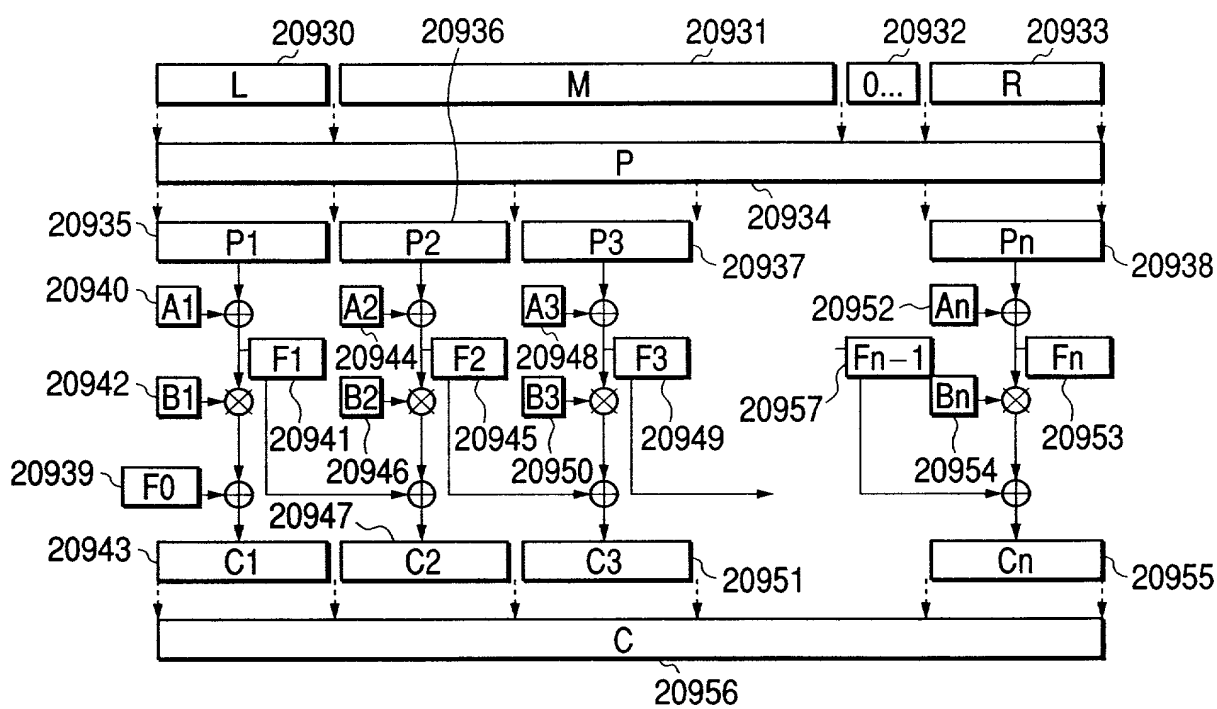 20930 20936 20931 20932 20933
L M 0... R
P
20934
20935 P1 P2 P3 20937 Pn 20938
20940 A1 A2 A3 20952 An
20944 20948
F1 F2 F3 Fn-1 Fn
20942 B1 B2 B3 20957 Bn
20941 20945 20949 20953
20946 20950 20954
20939 F0
20947
20943 C1 C2 C3 20951 Cn 20955
C
20956